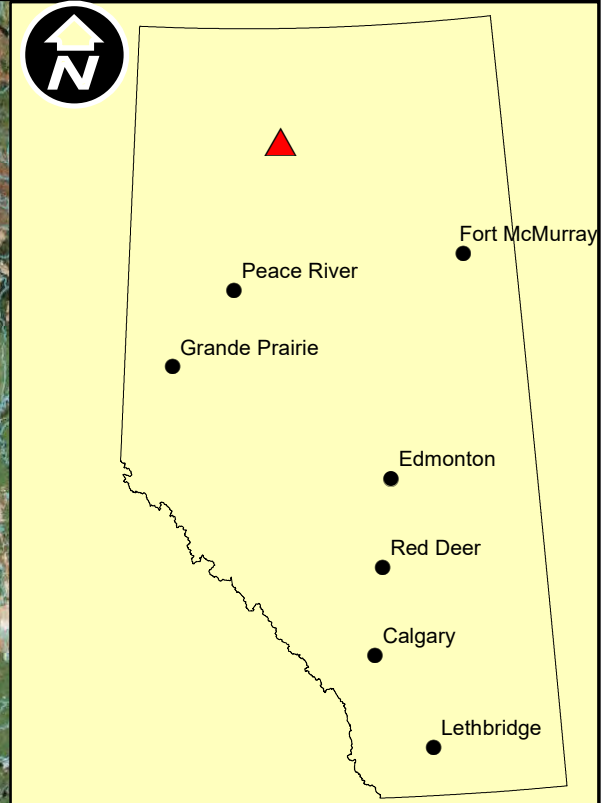 N
Fort McMurray
Peace River
Grande Prairie
Edmonton
Red Deer
Calgary
Lethbridge